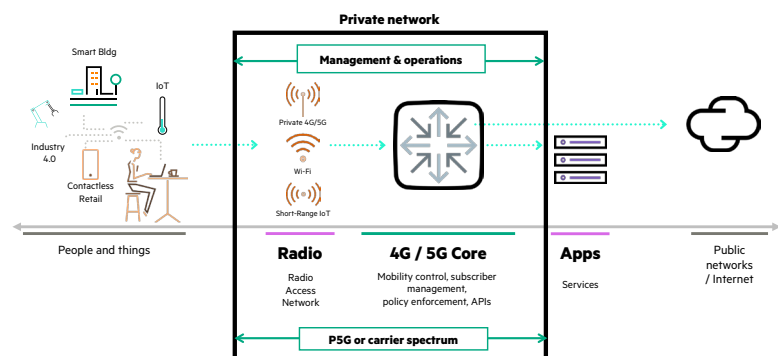 Private network
Management & operations
Smart Bldg
IoT
Industry
4.0
Contactless
Retail
Private 4G/5G
Wi-Fi
Short-Range IoT
People and things
Radio
Radio
Access
Network
4G / 5G Core
Mobility control, subscriber
management,
policy enforcement, APIs
Apps
Services
Public
networks
/ Internet
P5G or carrier spectrum